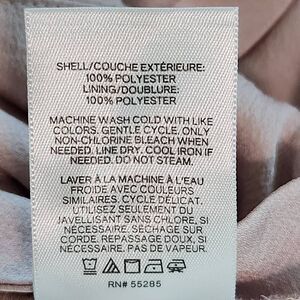 SHELL/COUCHE EXTÉRIEURE:
100% POLYESTER
LINING/DOUBLURE:
100% POLYESTER
MACHINE WASH COLD WITH LIKE
COLORS. GENTLE CYCLE. ONLY
NON-CHLORINE BLEACH WHEN
NEEDED. LINE DRY. COOL IRON IF
NEEDED. DO NOT STEAM.
LAVER À LA MACHINE À L'EAU
FROIDE AVEC COULEURS
SIMILAIRES. CYCLE DÉLICAT.
UTILISEZ SEULEMENT DU
JAVELLISANT SANS CHLORE, SI
NÉCESSAIRE. SÉCHAGE SUR
CORDE. REPASSAGE DOUX, SI
NÉCESSAIRE. PAS DE VAPEUR.
RN# 55285